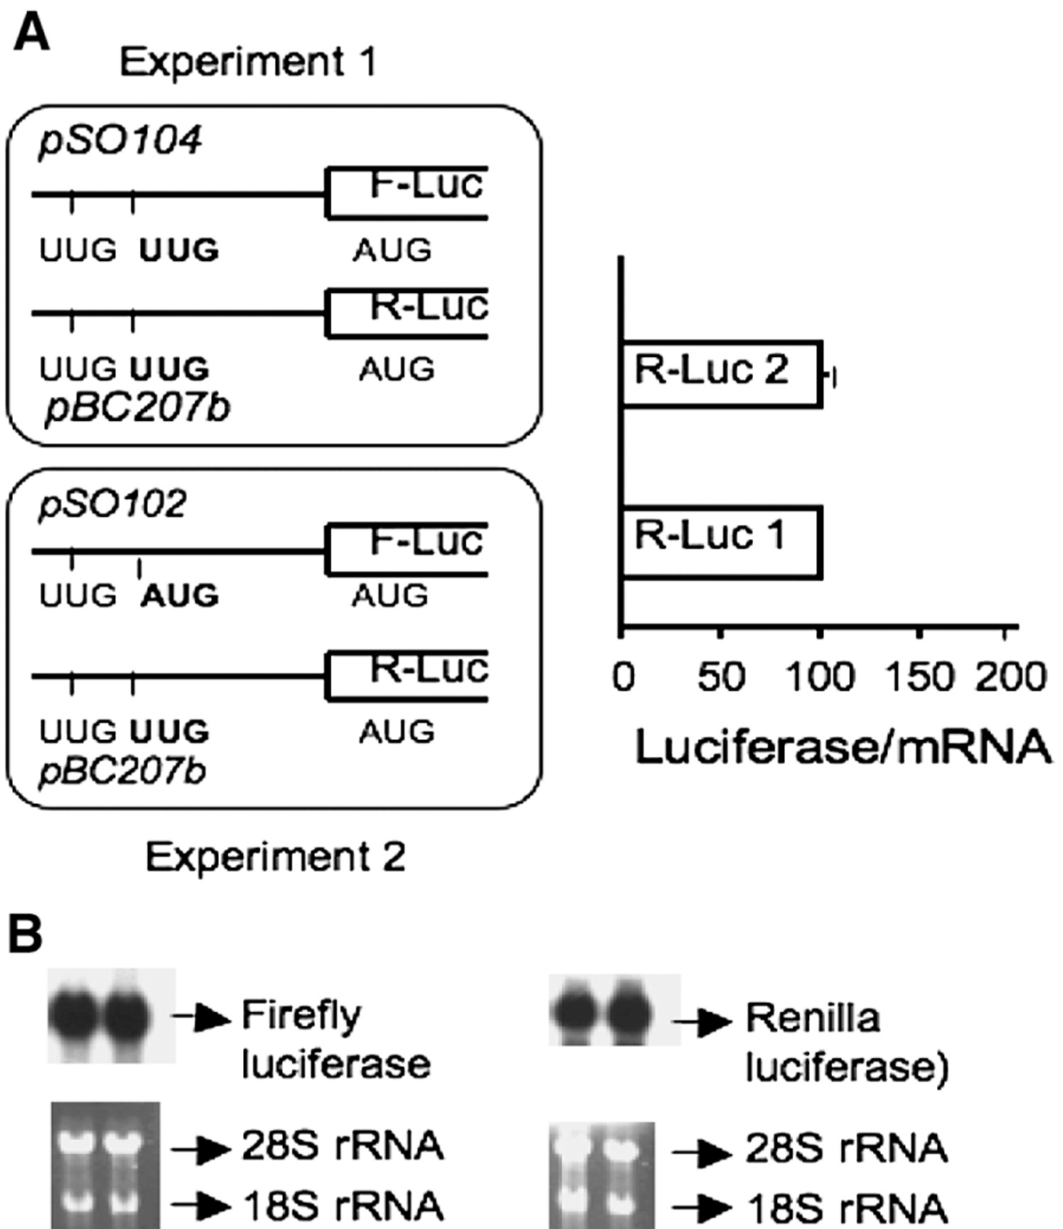 A
Experiment 1
pSO104
F-Luc
UUG UUG AUG
R-Luc
UUG UUG AUG
pBC207b
pSO102
F-Luc
UUG AUG AUG
R-Luc
UUG UUG AUG
pBC207b
Experiment 2
R-Luc 2
R-Luc 1
0 50 100 150 200
Luciferase/mRNA
B
Firefly
luciferase
28S rRNA
18S rRNA
Renilla
luciferase)
28S rRNA
18S rRNA